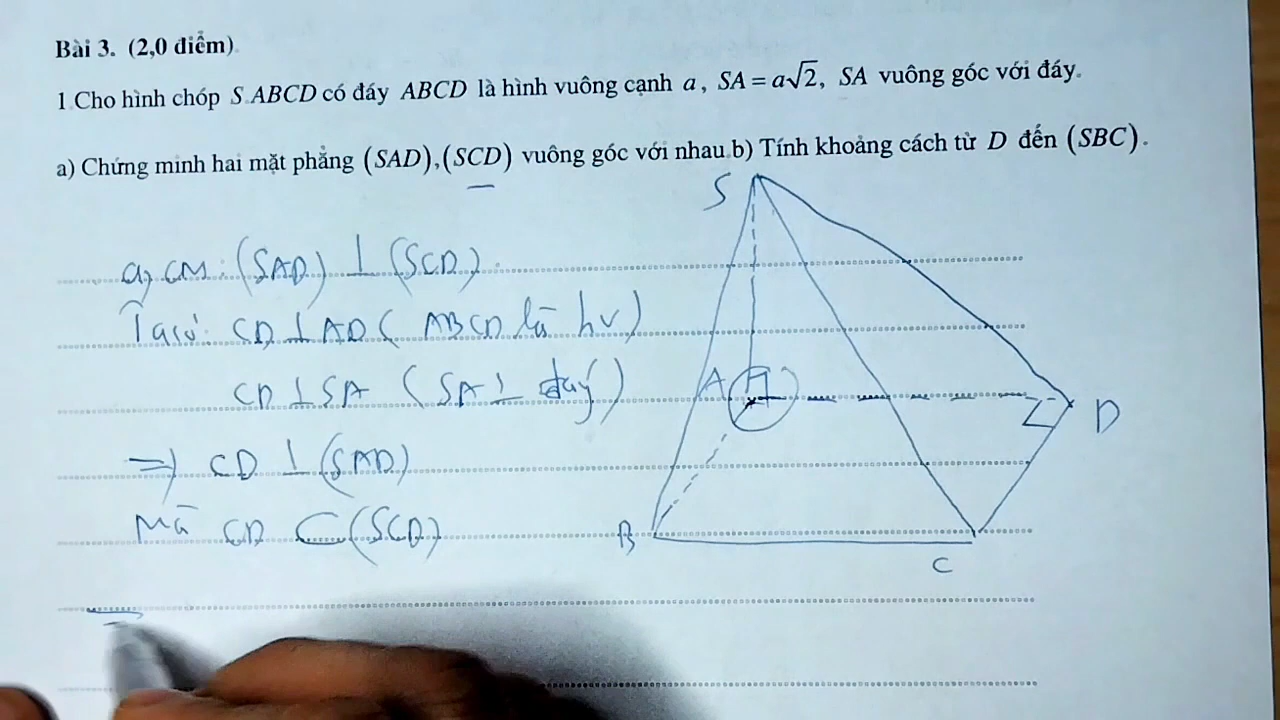 Bài 3. (2,0 điểm)
1 Cho hình chóp S.ABCD có đáy ABCD là hình vuông cạnh a, SA = a√2, SA vuông góc với đáy.
a) Chứng minh hai mặt phẳng (SAD),(SCD) vuông góc với nhau b) Tính khoảng cách từ D đến (SBC).
a, CM: (SAD) ⊥ (SCD).
Ta có: CD ⊥ AD ( ABCD là hv)
CD ⊥ SA (SA ⊥ đáy)
=> CD ⊥ (SAD)
Mà CD ⊂ (SCD)
S
A
D
B
C